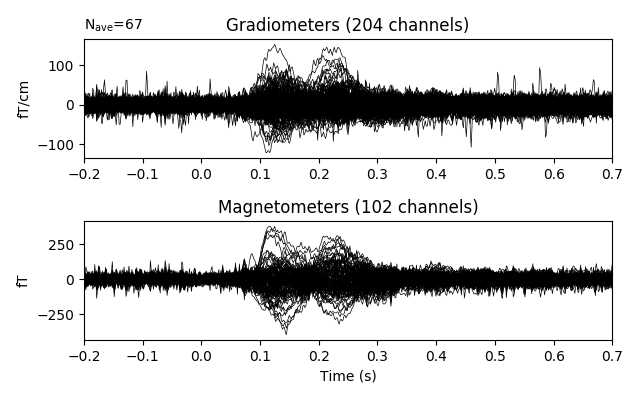 N_ave=67
Gradiometers (204 channels)
100
0
−100
fT/cm
−0.2 −0.1 0.0 0.1 0.2 0.3 0.4 0.5 0.6 0.7
Magnetometers (102 channels)
250
0
−250
fT
−0.2 −0.1 0.0 0.1 0.2 0.3 0.4 0.5 0.6 0.7
Time (s)